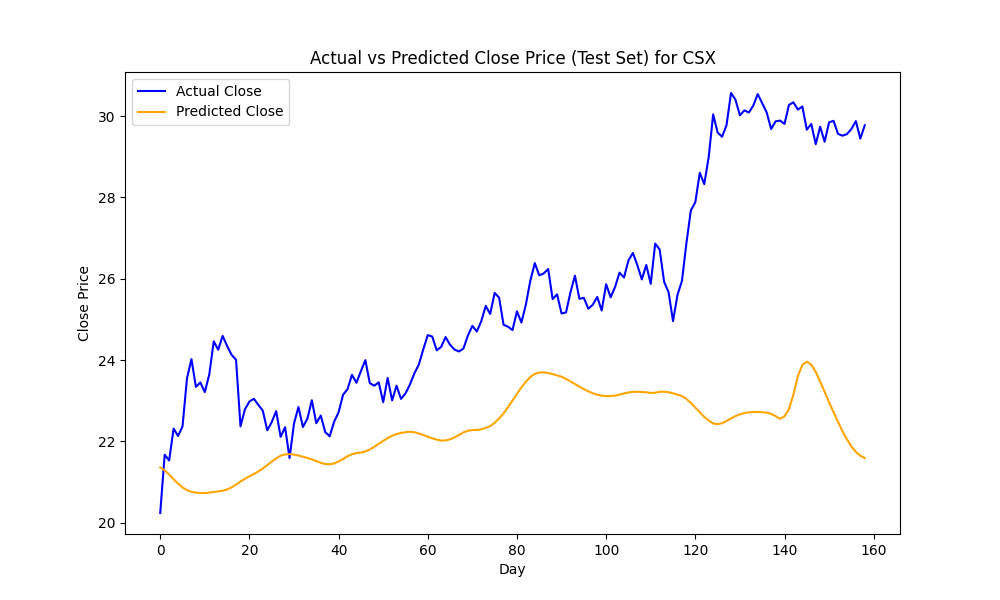 Actual vs Predicted Close Price (Test Set) for CSX
Actual Close
Predicted Close
Close Price
30
28
26
24
22
20
0 20 40 60 80 100 120 140 160
Day